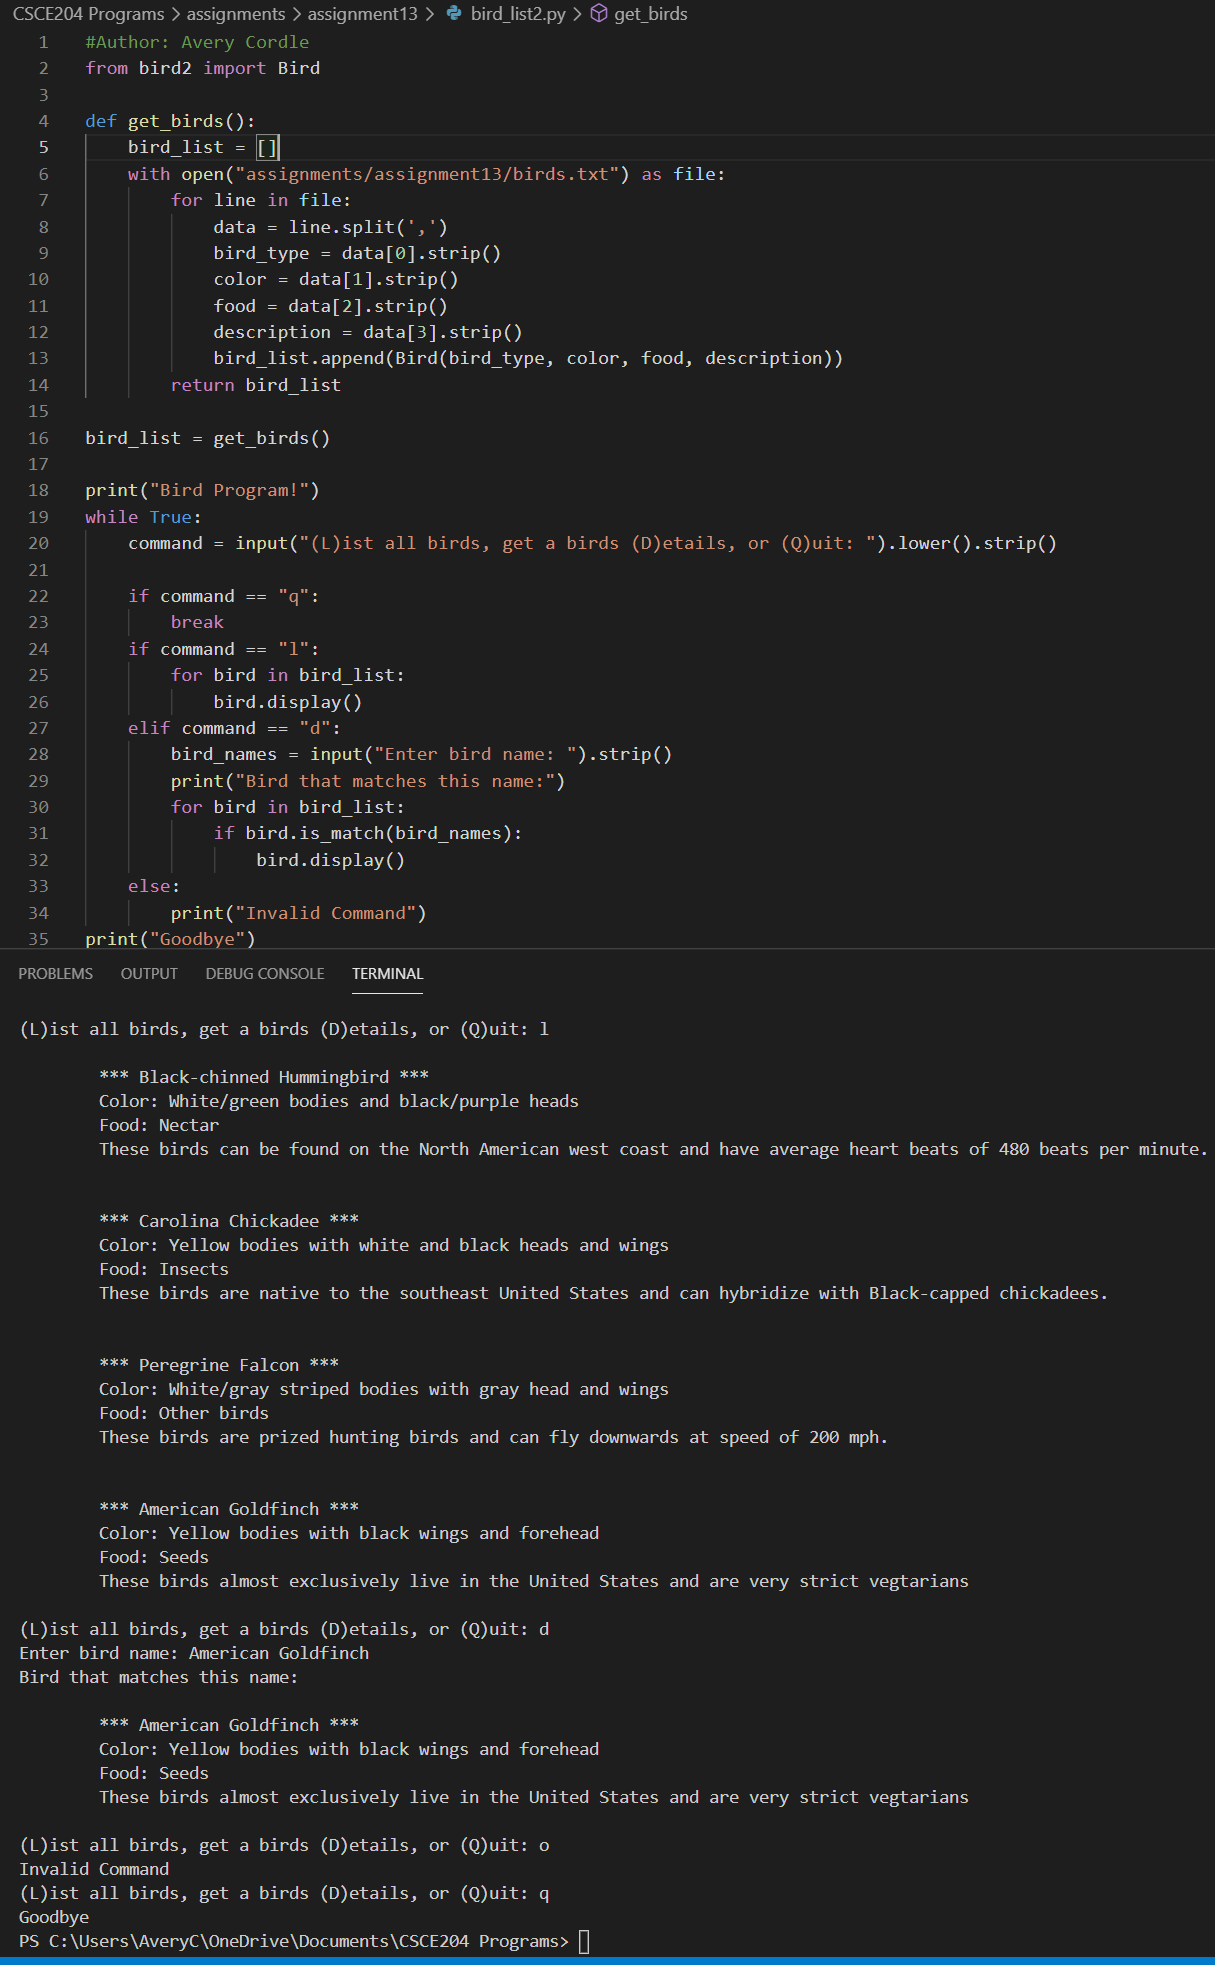 CSCE204 Programs > assignments > assignment13 > bird_list2.py > get_birds
1 #Author: Avery Cordle
2 from bird2 import Bird
3
4 def get_birds():
5     bird_list = []
6     with open("assignments/assignment13/birds.txt") as file:
7         for line in file:
8             data = line.split(',')
9             bird_type = data[0].strip()
10             color = data[1].strip()
11             food = data[2].strip()
12             description = data[3].strip()
13             bird_list.append(Bird(bird_type, color, food, description))
14         return bird_list
15
16 bird_list = get_birds()
17
18 print("Bird Program!")
19 while True:
20     command = input("(L)ist all birds, get a birds (D)etails, or (Q)uit: ").lower().strip()
21
22     if command == "q":
23         break
24     if command == "l":
25         for bird in bird_list:
26             bird.display()
27     elif command == "d":
28         bird_names = input("Enter bird name: ").strip()
29         print("Bird that matches this name:")
30         for bird in bird_list:
31             if bird.is_match(bird_names):
32                 bird.display()
33     else:
34         print("Invalid Command")
35 print("Goodbye")
PROBLEMS OUTPUT DEBUG CONSOLE TERMINAL
(L)ist all birds, get a birds (D)etails, or (Q)uit: l
*** Black-chinned Hummingbird ***
Color: White/green bodies and black/purple heads
Food: Nectar
These birds can be found on the North American west coast and have average heart beats of 480 beats per minute.
*** Carolina Chickadee ***
Color: Yellow bodies with white and black heads and wings
Food: Insects
These birds are native to the southeast United States and can hybridize with Black-capped chickadees.
*** Peregrine Falcon ***
Color: White/gray striped bodies with gray head and wings
Food: Other birds
These birds are prized hunting birds and can fly downwards at speed of 200 mph.
*** American Goldfinch ***
Color: Yellow bodies with black wings and forehead
Food: Seeds
These birds almost exclusively live in the United States and are very strict vegtarians
(L)ist all birds, get a birds (D)etails, or (Q)uit: d
Enter bird name: American Goldfinch
Bird that matches this name:
*** American Goldfinch ***
Color: Yellow bodies with black wings and forehead
Food: Seeds
These birds almost exclusively live in the United States and are very strict vegtarians
(L)ist all birds, get a birds (D)etails, or (Q)uit: o
Invalid Command
(L)ist all birds, get a birds (D)etails, or (Q)uit: q
Goodbye
PS C:\Users\AveryC\OneDrive\Documents\CSCE204 Programs>